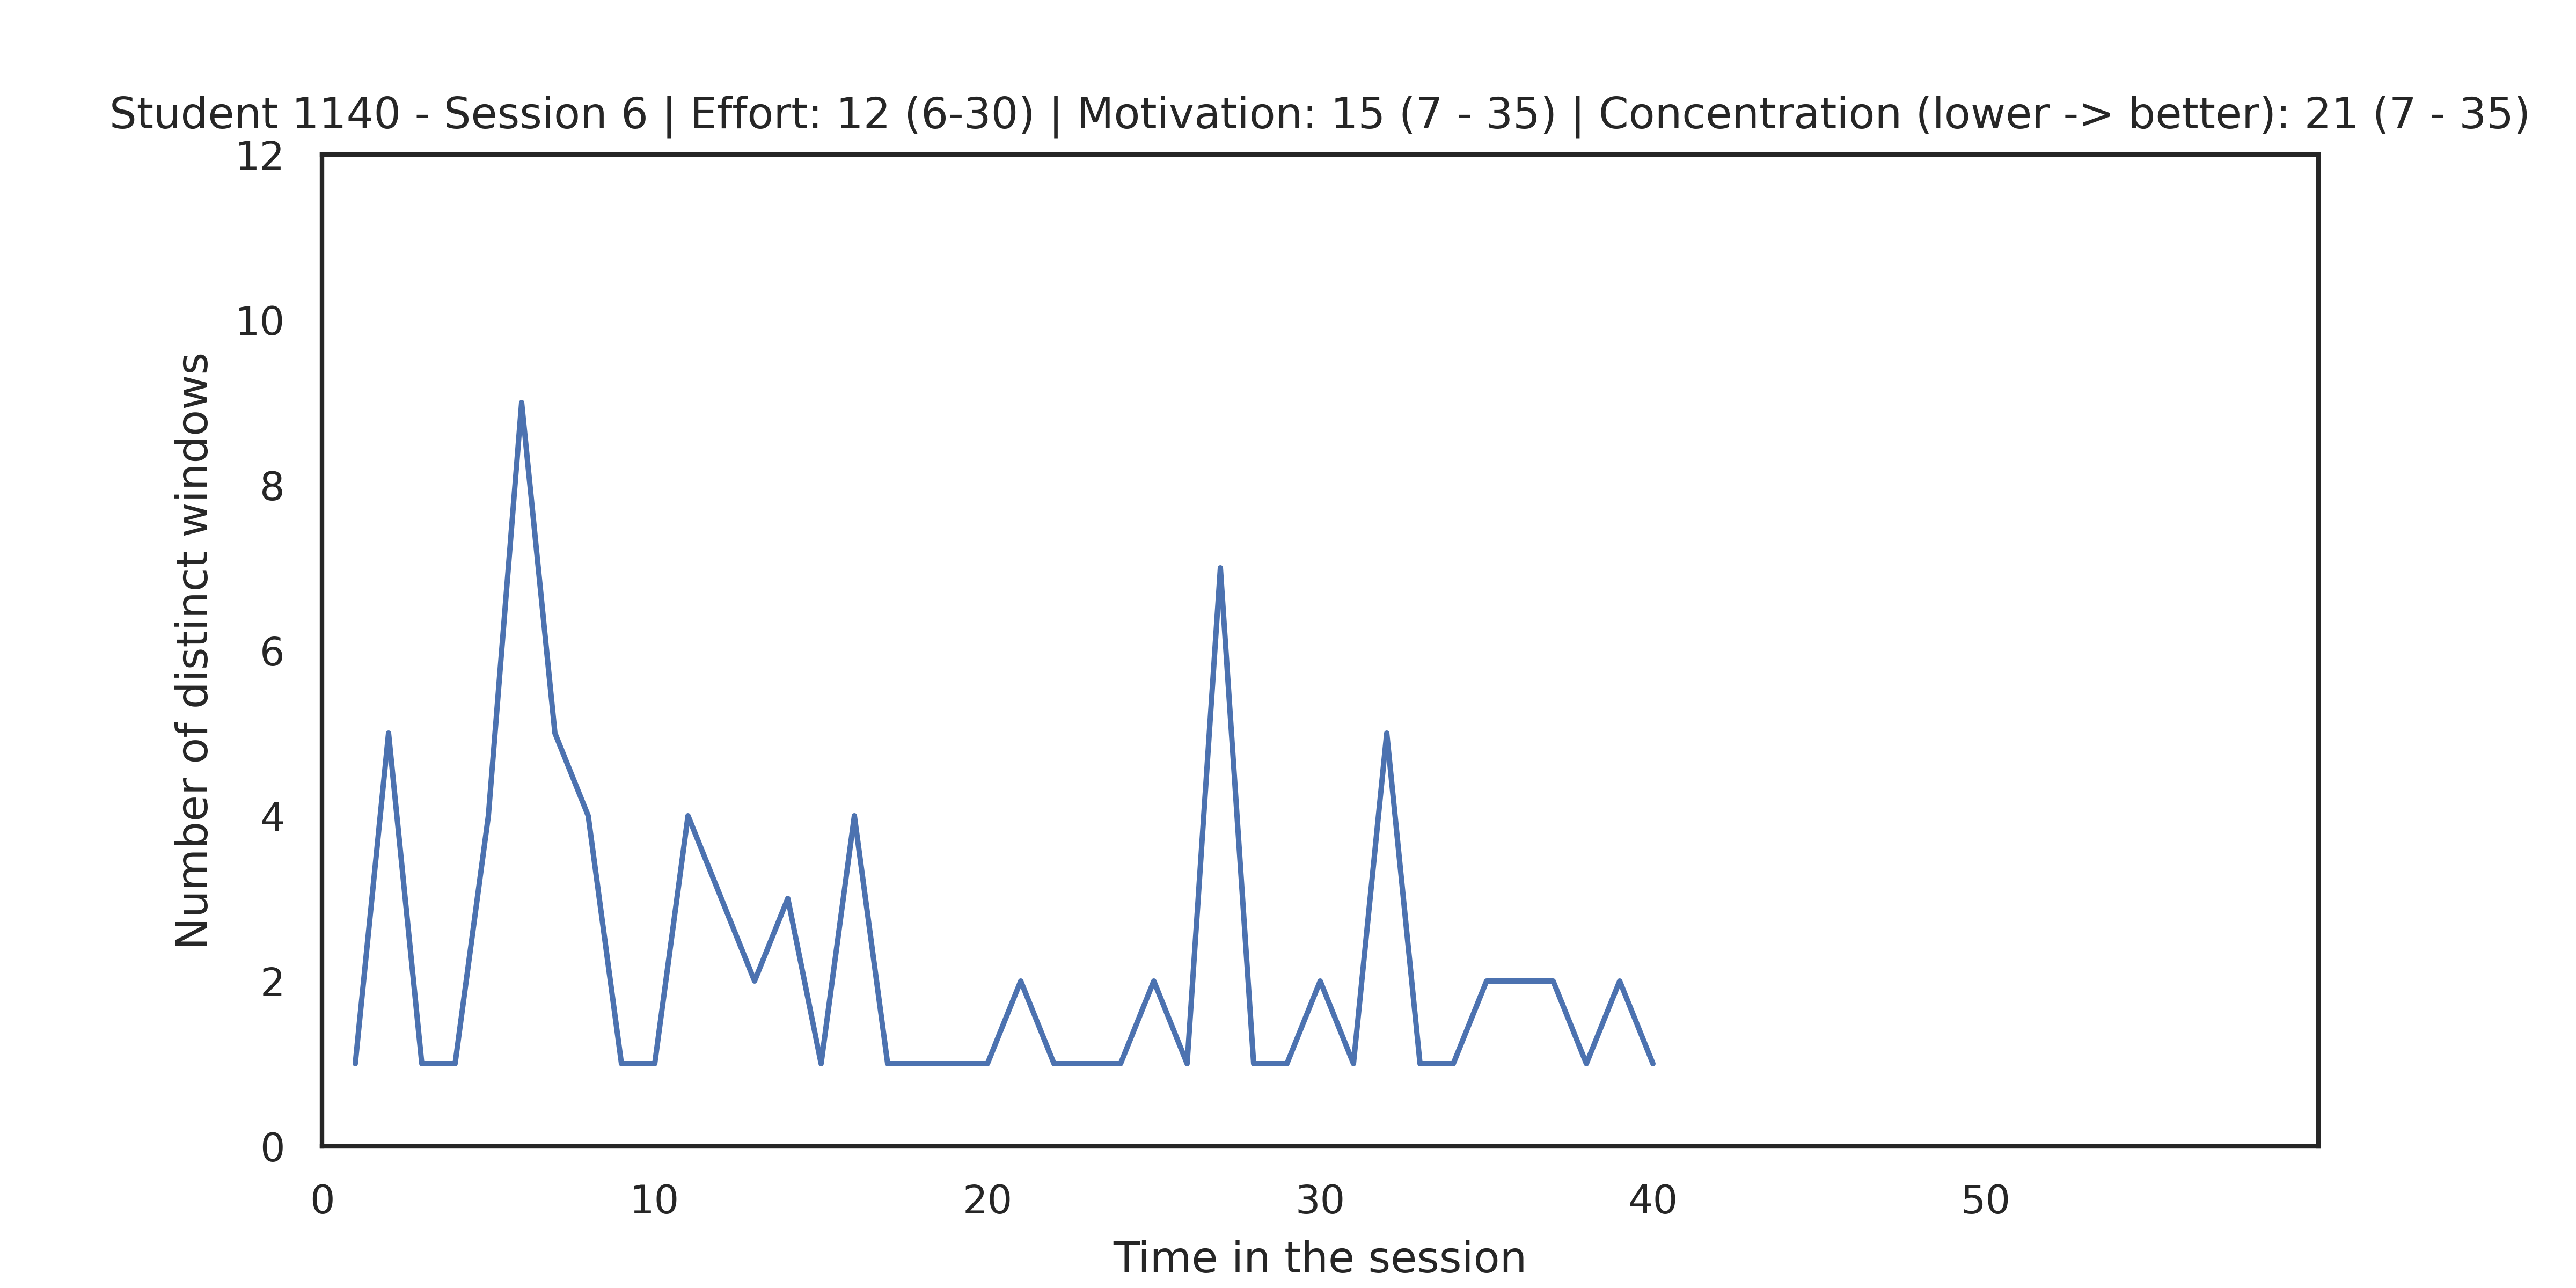 Student 1140 - Session 6 | Effort: 12 (6-30) | Motivation: 15 (7 - 35) | Concentration (lower -> better): 21 (7 - 35)
12
10
8
6
4
2
0
Number of distinct windows
0 10 20 30 40 50
Time in the session